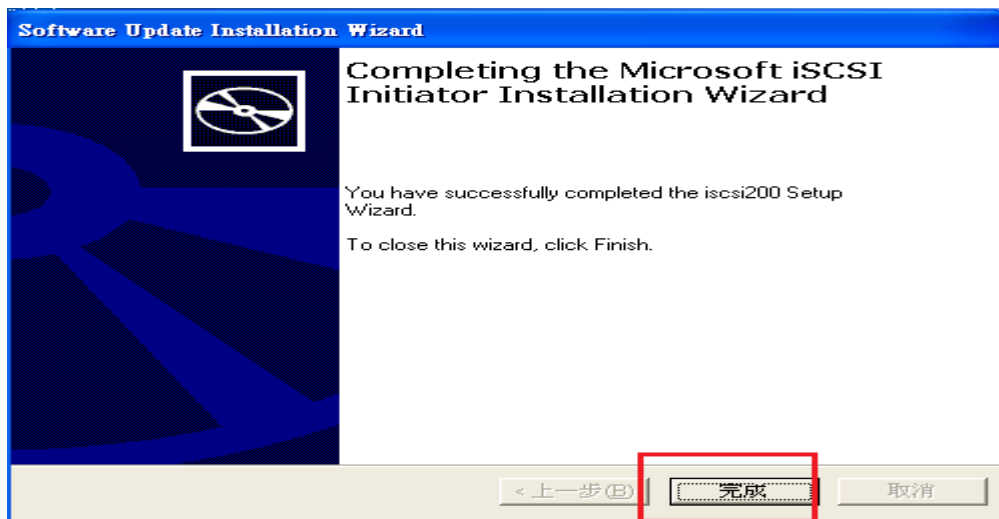 Software Update Installation Wizard
Completing the Microsoft iSCSI
Initiator Installation Wizard
You have successfully completed the iscsi200 Setup
Wizard.
To close this wizard, click Finish.
<上一步(B) 完成 取消